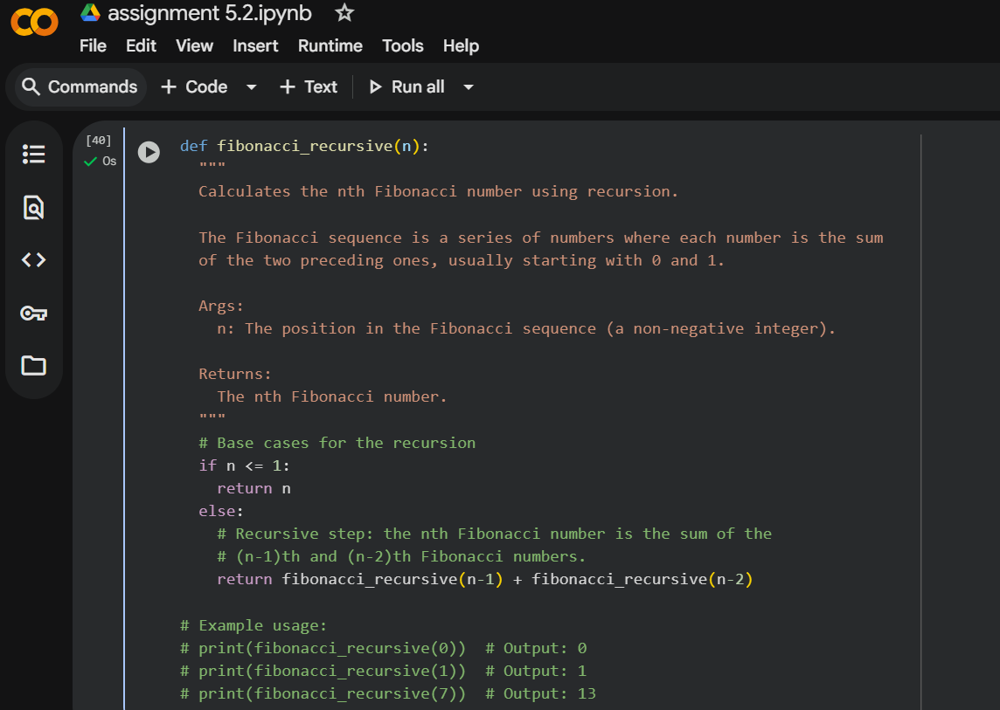 assignment 5.2.ipynb
File Edit View Insert Runtime Tools Help
Commands + Code + Text Run all
[40]
0s
def fibonacci_recursive(n):
"""
Calculates the nth Fibonacci number using recursion.
The Fibonacci sequence is a series of numbers where each number is the sum
of the two preceding ones, usually starting with 0 and 1.
Args:
n: The position in the Fibonacci sequence (a non-negative integer).
Returns:
The nth Fibonacci number.
"""
# Base cases for the recursion
if n <= 1:
return n
else:
# Recursive step: the nth Fibonacci number is the sum of the
# (n-1)th and (n-2)th Fibonacci numbers.
return fibonacci_recursive(n-1) + fibonacci_recursive(n-2)
# Example usage:
# print(fibonacci_recursive(0))  # Output: 0
# print(fibonacci_recursive(1))  # Output: 1
# print(fibonacci_recursive(7))  # Output: 13